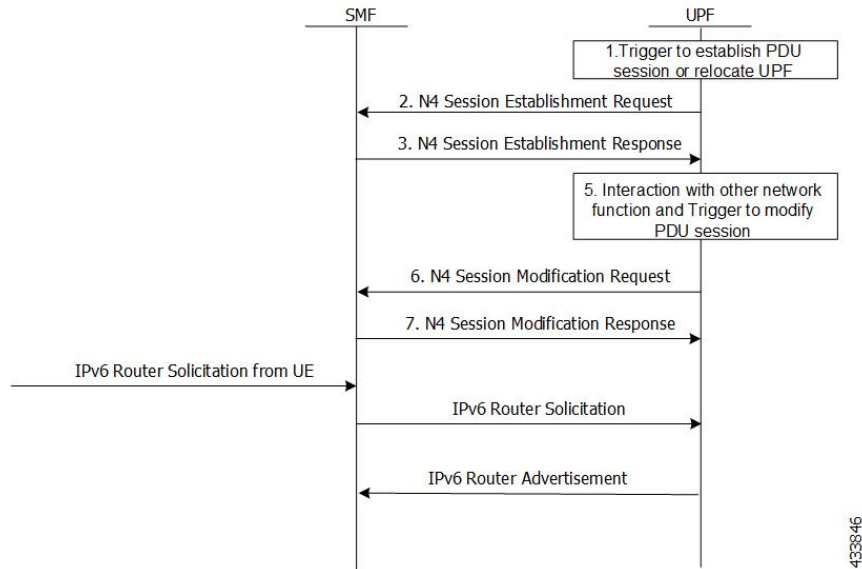 SMF
UPF
1.Trigger to establish PDU
session or relocate UPF
2. N4 Session Establishment Request
3. N4 Session Establishment Response
5. Interaction with other network
function and Trigger to modify
PDU session
6. N4 Session Modification Request
7. N4 Session Modification Response
IPv6 Router Solicitation from UE
IPv6 Router Solicitation
IPv6 Router Advertisement
433846